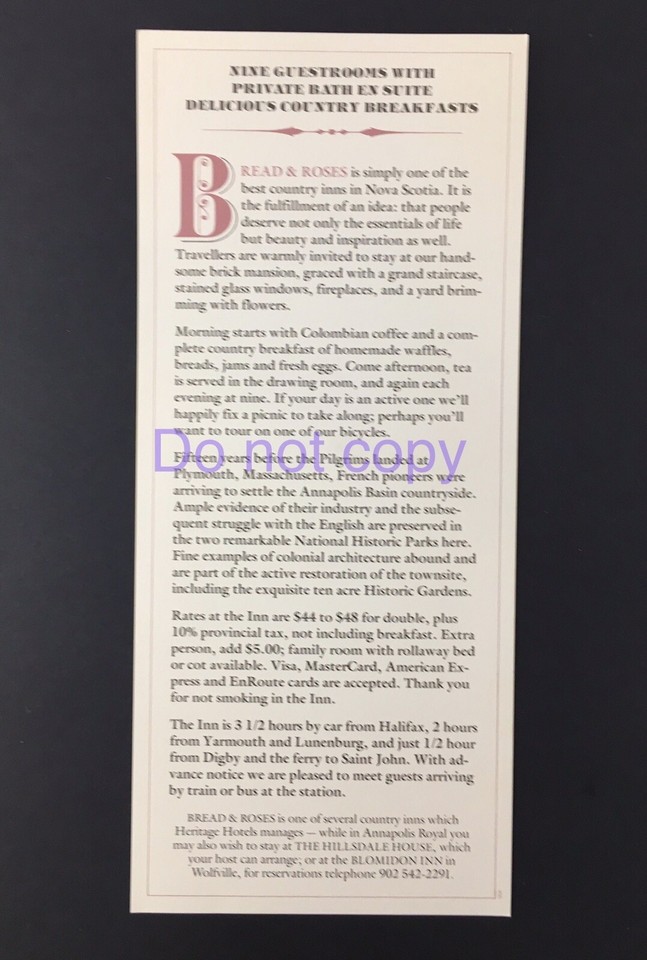 NINE GUESTROOMS WITH
PRIVATE BATH EN SUITE
DELICIOUS COUNTRY BREAKFASTS
BREAD & ROSES is simply one of the
best country inns in Nova Scotia. It is
the fulfillment of an idea: that people
deserve not only the essentials of life
but beauty and inspiration as well.
Travellers are warmly invited to stay at our hand-
some brick mansion, graced with a grand staircase,
stained glass windows, fireplaces, and a yard brim-
ming with flowers.
Morning starts with Colombian coffee and a com-
plete country breakfast of homemade waffles,
breads, jams and fresh eggs. Come afternoon, tea
is served in the drawing room, and again each
evening at nine. If your day is an active one we'll
happily fix a picnic to take along; perhaps you'll
want to tour on one of our bicycles.
Do not copy
Fifteen years before the Pilgrims landed at
Plymouth, Massachusetts, French pioneers were
arriving to settle the Annapolis Basin countryside.
Ample evidence of their industry and the subse-
quent struggle with the English are preserved in
the two remarkable National Historic Parks here.
Fine examples of colonial architecture abound and
are part of the active restoration of the townsite,
including the exquisite ten acre Historic Gardens.
Rates at the Inn are $44 to $48 for double, plus
10% provincial tax, not including breakfast. Extra
person, add $5.00; family room with rollaway bed
or cot available. Visa, MasterCard, American Ex-
press and EnRoute cards are accepted. Thank you
for not smoking in the Inn.
The Inn is 3 1/2 hours by car from Halifax, 2 hours
from Yarmouth and Lunenburg, and just 1/2 hour
from Digby and the ferry to Saint John. With ad-
vance notice we are pleased to meet guests arriving
by train or bus at the station.
BREAD & ROSES is one of several country inns which
Heritage Hotels manages — while in Annapolis Royal you
may also wish to stay at THE HILLSDALE HOUSE, which
your host can arrange; or at the BLOMIDON INN in
Wolfville, for reservations telephone 902 542-2291.